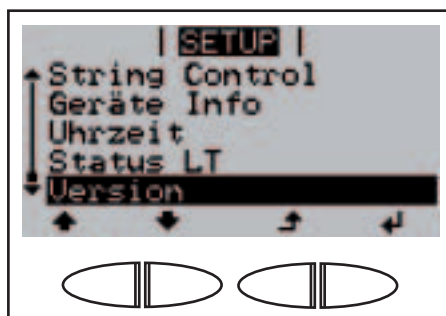 SETUP
String Control
Geräte Info
Uhrzeit
Status LT
Version